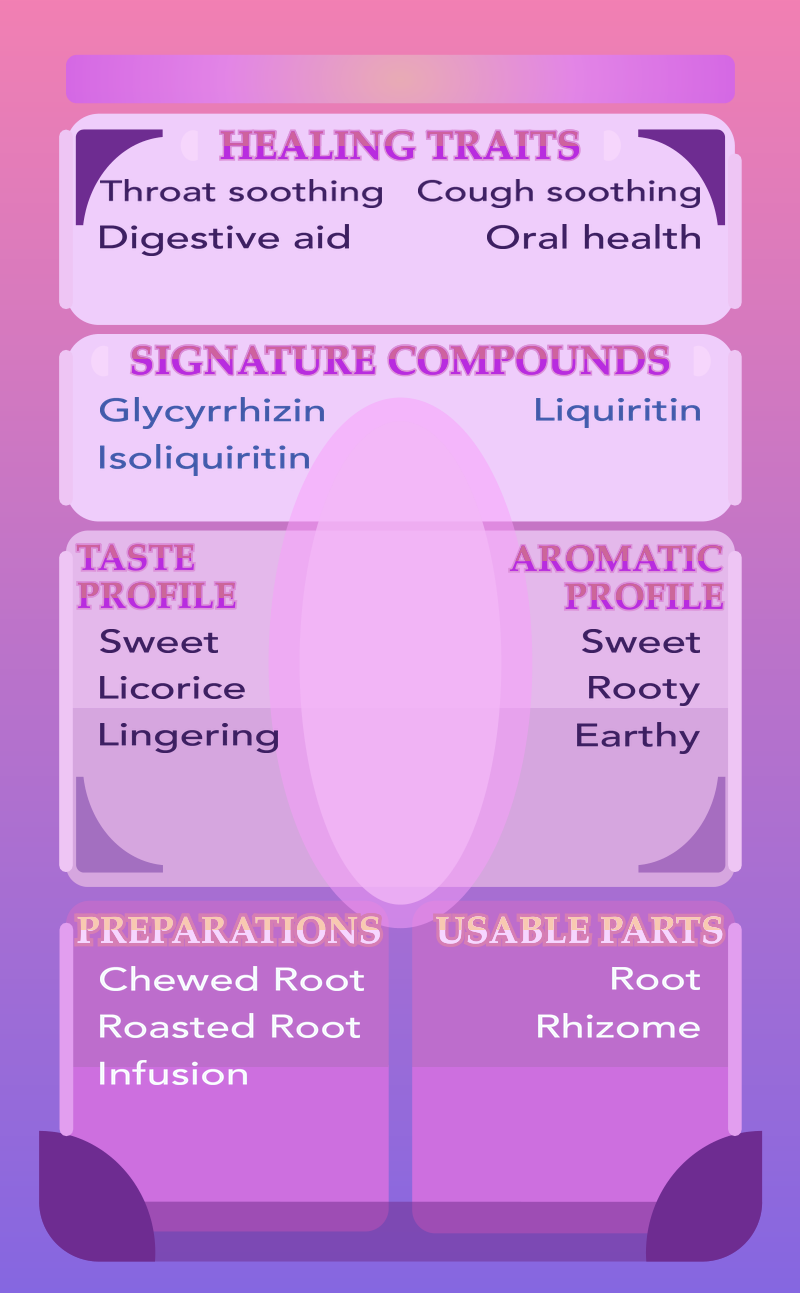 HEALING TRAITS
Throat soothing Cough soothing
Digestive aid Oral health
SIGNATURE COMPOUNDS
Glycyrrhizin Liquiritin
Isoliquiritin
TASTE
PROFILE
Sweet
Licorice
Lingering
AROMATIC
PROFILE
Sweet
Rooty
Earthy
PREPARATIONS
Chewed Root
Roasted Root
Infusion
USABLE PARTS
Root
Rhizome